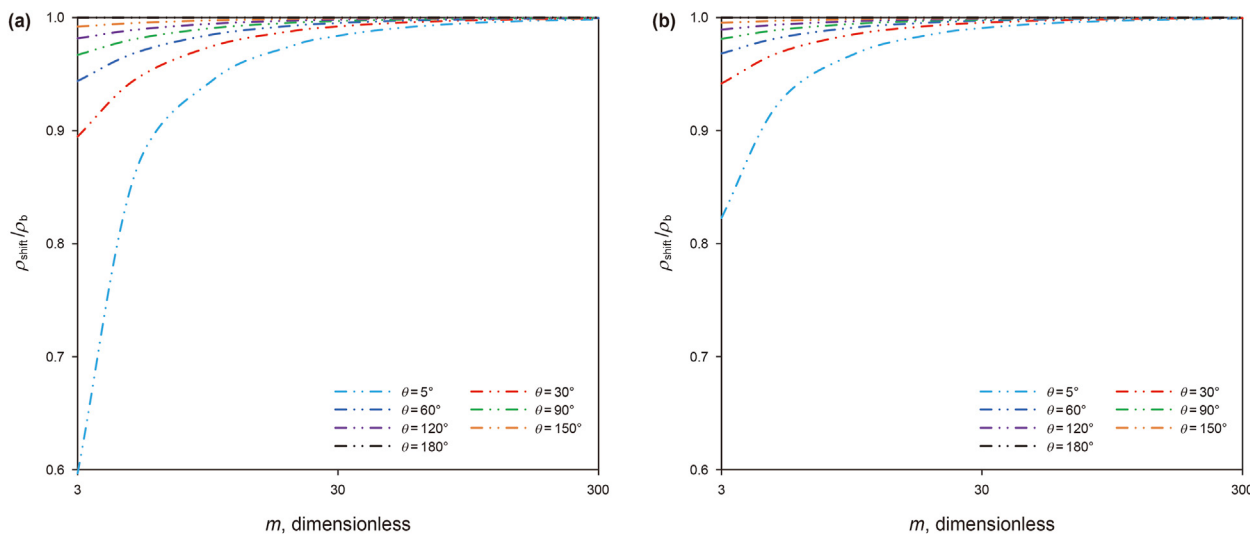 (a)
1.0
0.9
0.8
0.7
0.6
ρshift/ρb
θ = 5° θ = 30°
θ = 60° θ = 90°
θ = 120° θ = 150°
θ = 180°
3 30 300
m, dimensionless
(b)
1.0
0.9
0.8
0.7
0.6
ρshift/ρb
θ = 5° θ = 30°
θ = 60° θ = 90°
θ = 120° θ = 150°
θ = 180°
3 30 300
m, dimensionless